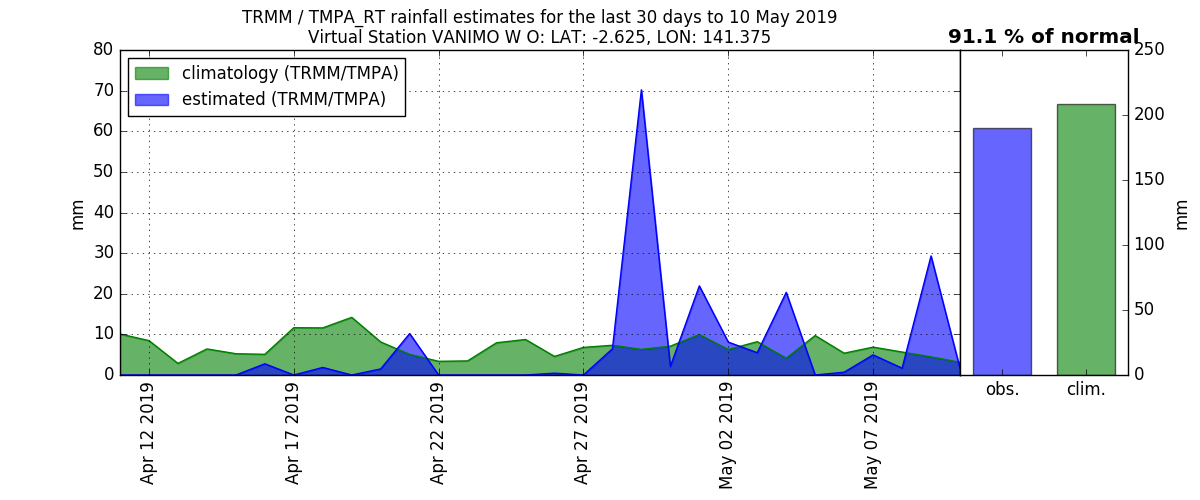 TRMM / TMPA_RT rainfall estimates for the last 30 days to 10 May 2019
Virtual Station VANIMO W O: LAT: -2.625, LON: 141.375
91.1 % of normal
climatology (TRMM/TMPA)
estimated (TRMM/TMPA)
80
70
60
50
40
30
20
10
0
mm
Apr 12 2019
Apr 17 2019
Apr 22 2019
Apr 27 2019
May 02 2019
May 07 2019
obs.
clim.
250
200
150
100
50
0
mm